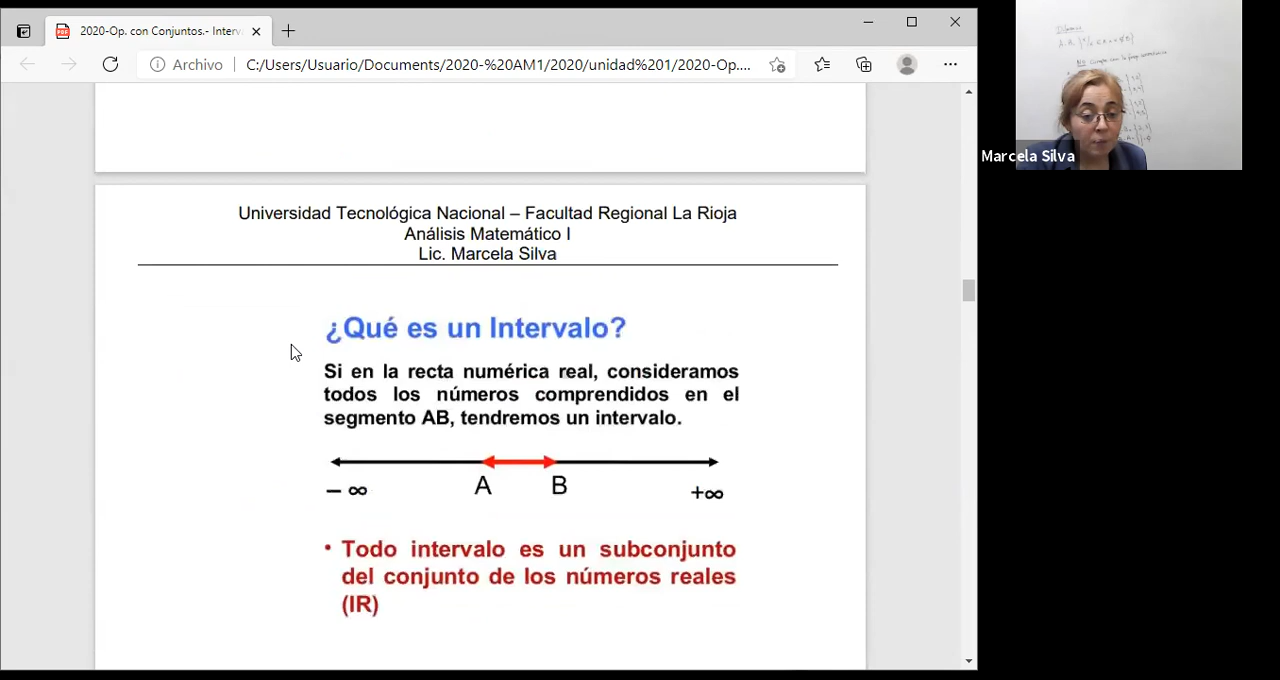 2020-Op. con Conjuntos.- Interv
Archivo
C:/Users/Usuario/Documents/2020-%20AM1/2020/unidad%201/2020-Op....
Universidad Tecnológica Nacional – Facultad Regional La Rioja
Análisis Matemático I
Lic. Marcela Silva
¿Qué es un Intervalo?
Si en la recta numérica real, consideramos
todos los números comprendidos en el
segmento AB, tendremos un intervalo.
A B
– ∞ +∞
• Todo intervalo es un subconjunto
del conjunto de los números reales
(IR)
Marcela Silva